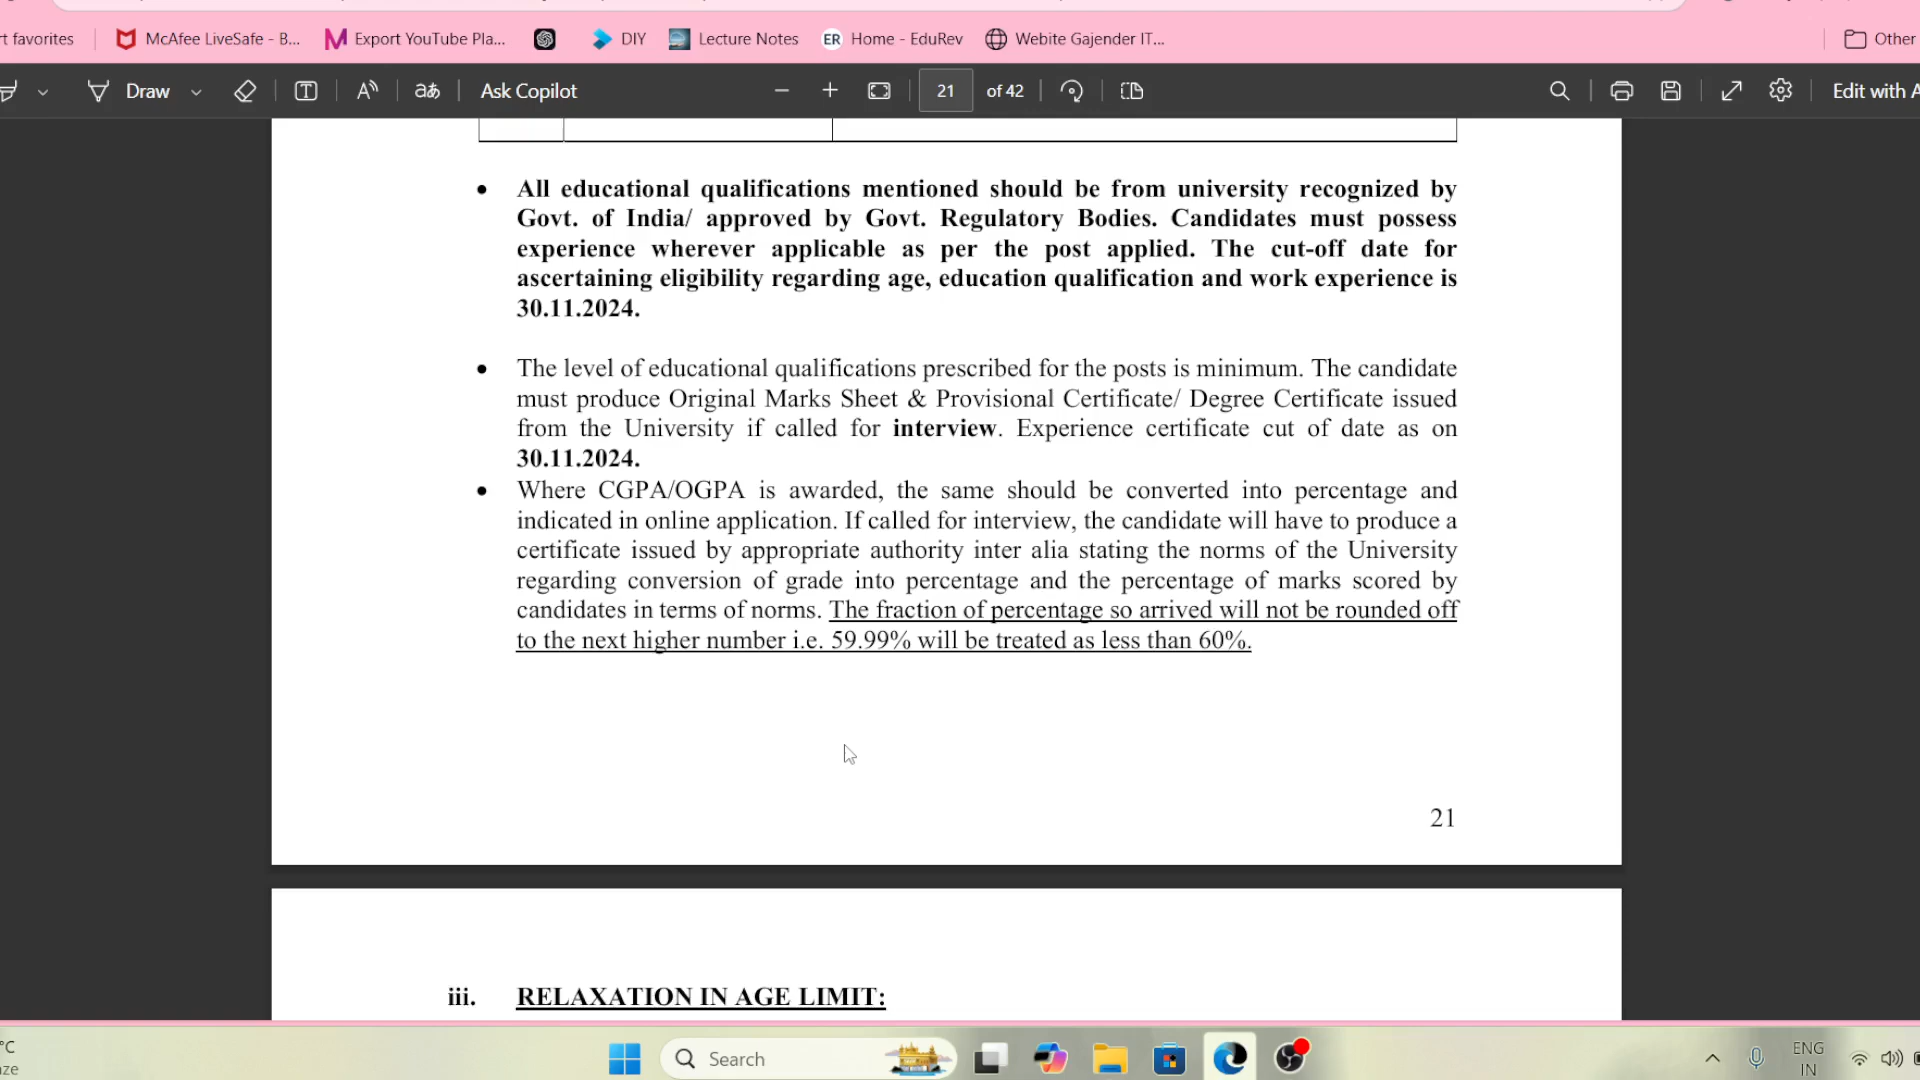 rt favorites
McAfee LiveSafe - B...
Export YouTube Pla...
DIY
Lecture Notes
ER Home - EduRev
Webite Gajender IT...
Other
Draw
T
A
aあ
Ask Copilot
21 of 42
Edit with A
• All educational qualifications mentioned should be from university recognized by
Govt. of India/ approved by Govt. Regulatory Bodies. Candidates must possess
experience wherever applicable as per the post applied. The cut-off date for
ascertaining eligibility regarding age, education qualification and work experience is
30.11.2024.
• The level of educational qualifications prescribed for the posts is minimum. The candidate
must produce Original Marks Sheet & Provisional Certificate/ Degree Certificate issued
from the University if called for interview. Experience certificate cut of date as on
30.11.2024.
• Where CGPA/OGPA is awarded, the same should be converted into percentage and
indicated in online application. If called for interview, the candidate will have to produce a
certificate issued by appropriate authority inter alia stating the norms of the University
regarding conversion of grade into percentage and the percentage of marks scored by
candidates in terms of norms. The fraction of percentage so arrived will not be rounded off
to the next higher number i.e. 59.99% will be treated as less than 60%.
21
iii. RELAXATION IN AGE LIMIT:
°C
aze
Search
ENG
IN